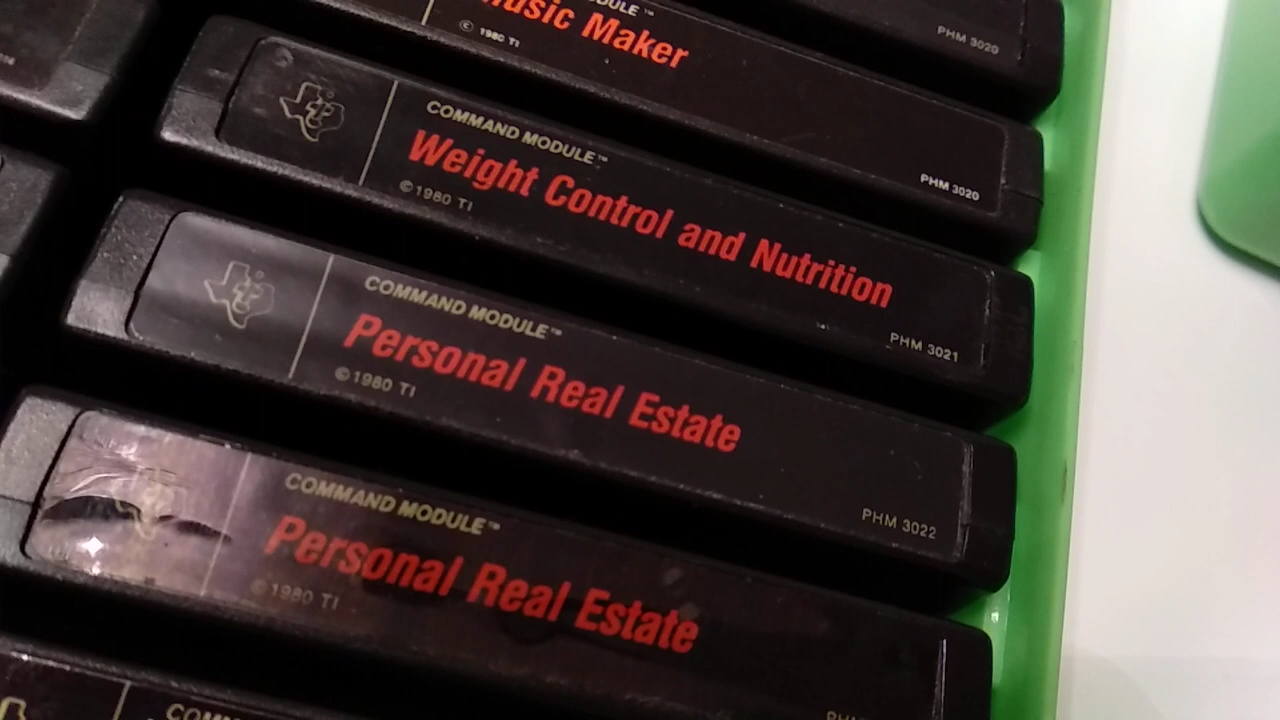 PHM 3020
Music Maker
© 1980 TI
PHM 3020
COMMAND MODULE™
Weight Control and Nutrition
©1980 TI
PHM 3021
COMMAND MODULE™
Personal Real Estate
©1980 TI
PHM 3022
COMMAND MODULE™
Personal Real Estate
©1980 TI